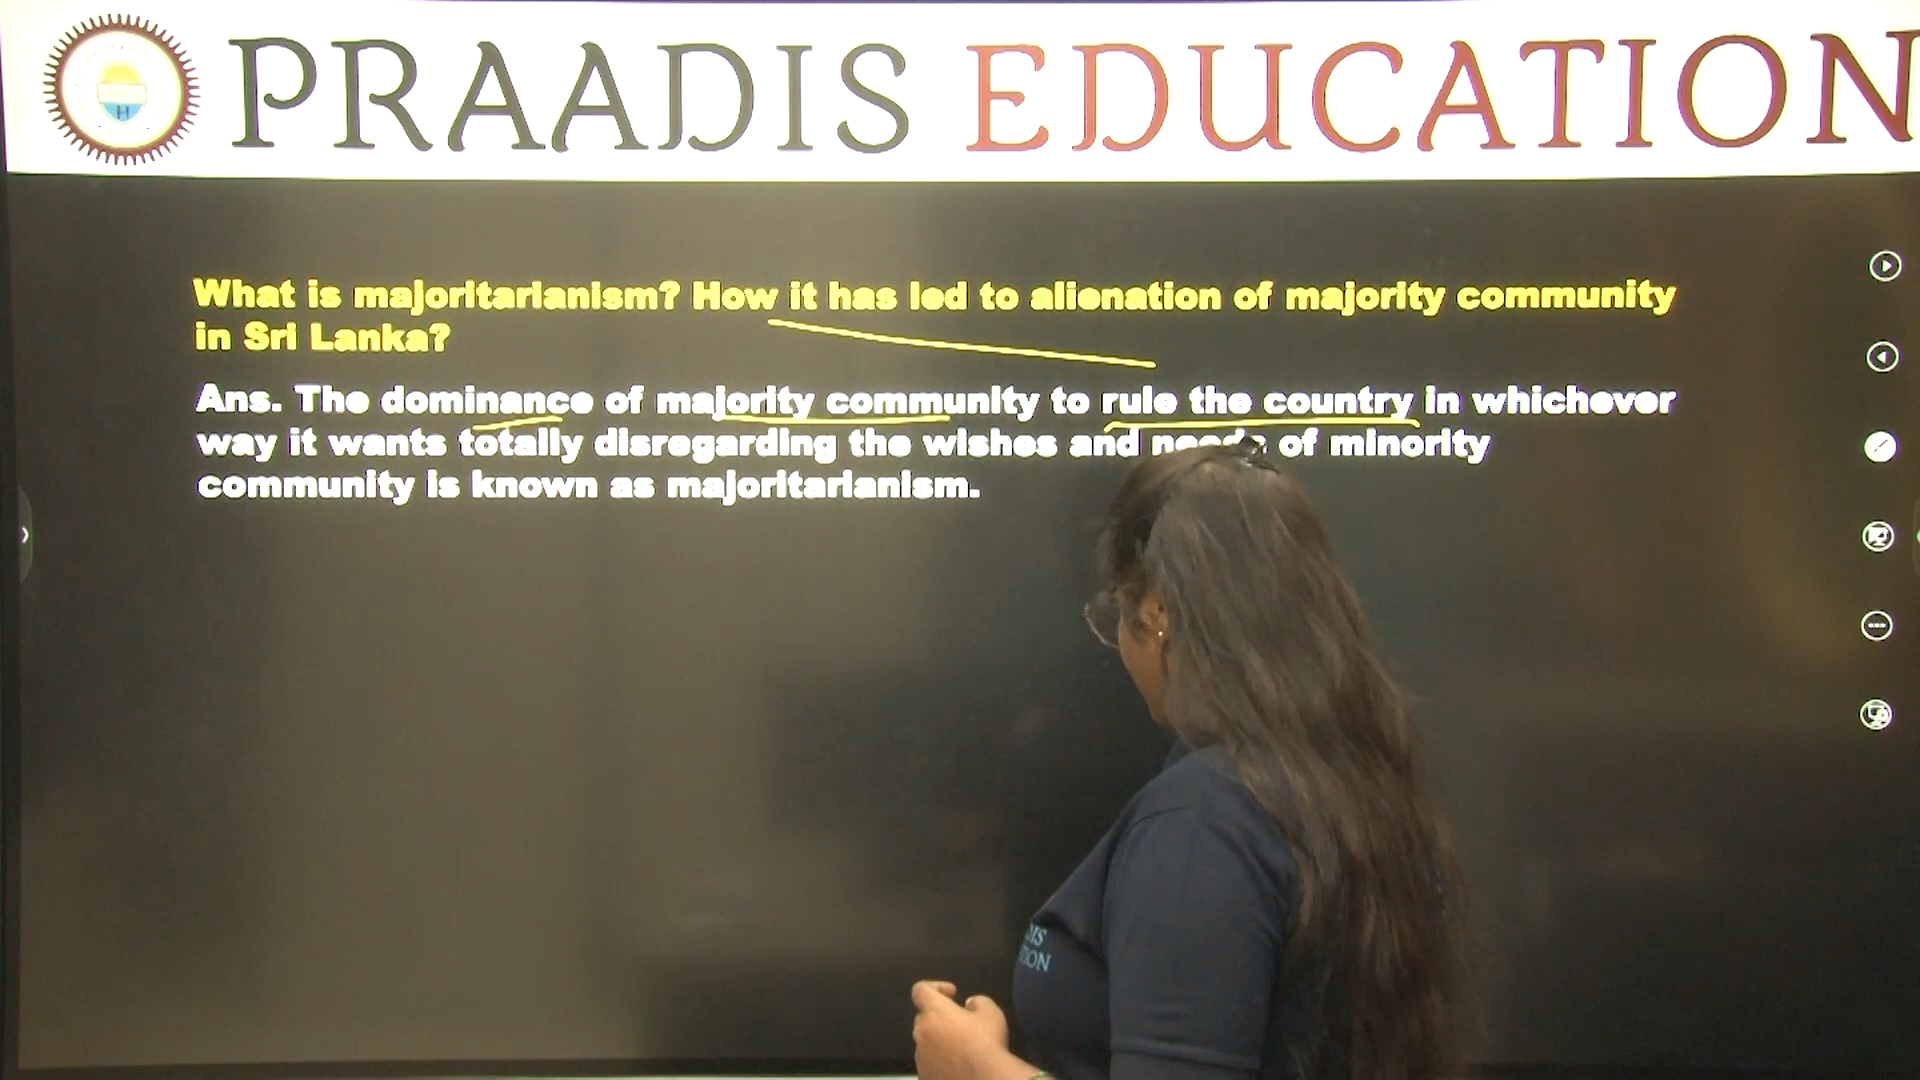 PRAADIS EDUCATION
What is majoritarianism? How it has led to alienation of majority community
in Sri Lanka?
Ans. The dominance of majority community to rule the country in whichever
way it wants totally disregarding the wishes and needs of minority
community is known as majoritarianism.